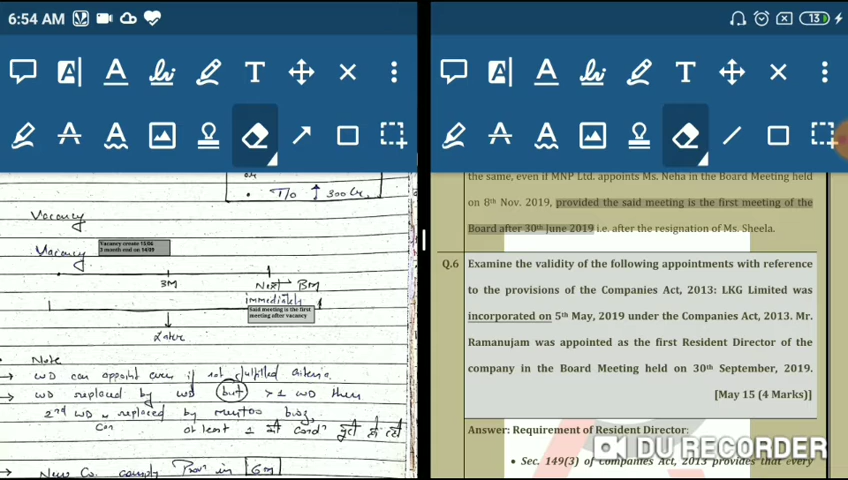 6:54 AM
13
or
• T/o ↑ 300 Cr.
Vacancy
Vacancy
Vacancy create 15/06
3 month end on 14/09
3M
Next BM
immediately
Said meeting is the first
meeting after vacancy
Later
• Note
→ WD can appoint even if not fulfilled criteria.
→ WD replaced by WD but >1 WD then
2nd WD replaced by
Can at least 1
→ New Co. comply Provn in 6m
the same, even if MNP Ltd. appoints Ms. Neha in the Board Meeting held
on 8th Nov. 2019, provided the said meeting is the first meeting of the
Board after 30th June 2019 i.e. after the resignation of Ms. Sheela.
Q.6 Examine the validity of the following appointments with reference
to the provisions of the Companies Act, 2013: LKG Limited was
incorporated on 5th May, 2019 under the Companies Act, 2013. Mr.
Ramanujam was appointed as the first Resident Director of the
company in the Board Meeting held on 30th September, 2019.
[May 15 (4 Marks)]
Answer: Requirement of Resident Director:
• Sec. 149(3) of Companies Act, 2013 provides that every
DU RECORDER